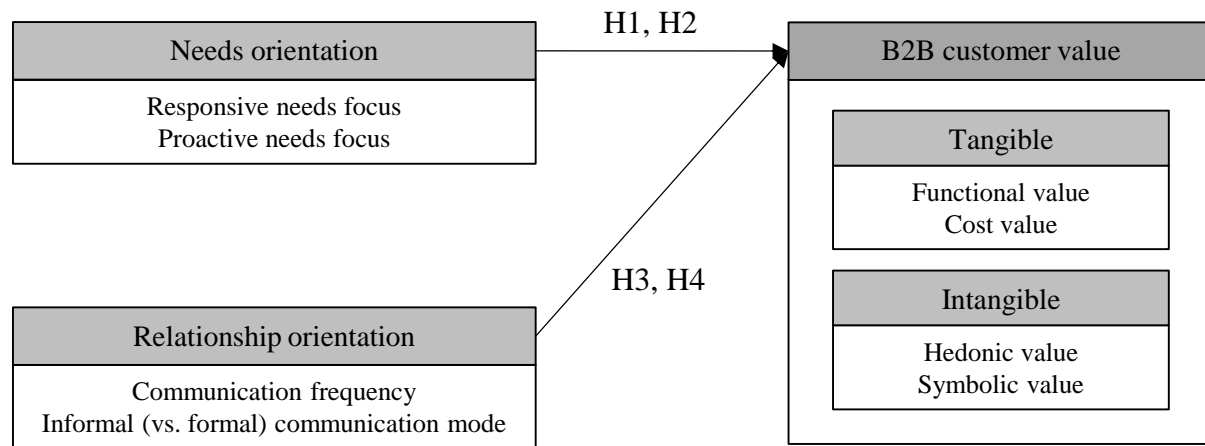 Needs orientation
Responsive needs focus
Proactive needs focus
H1, H2
B2B customer value
Tangible
Functional value
Cost value
Intangible
Hedonic value
Symbolic value
H3, H4
Relationship orientation
Communication frequency
Informal (vs. formal) communication mode